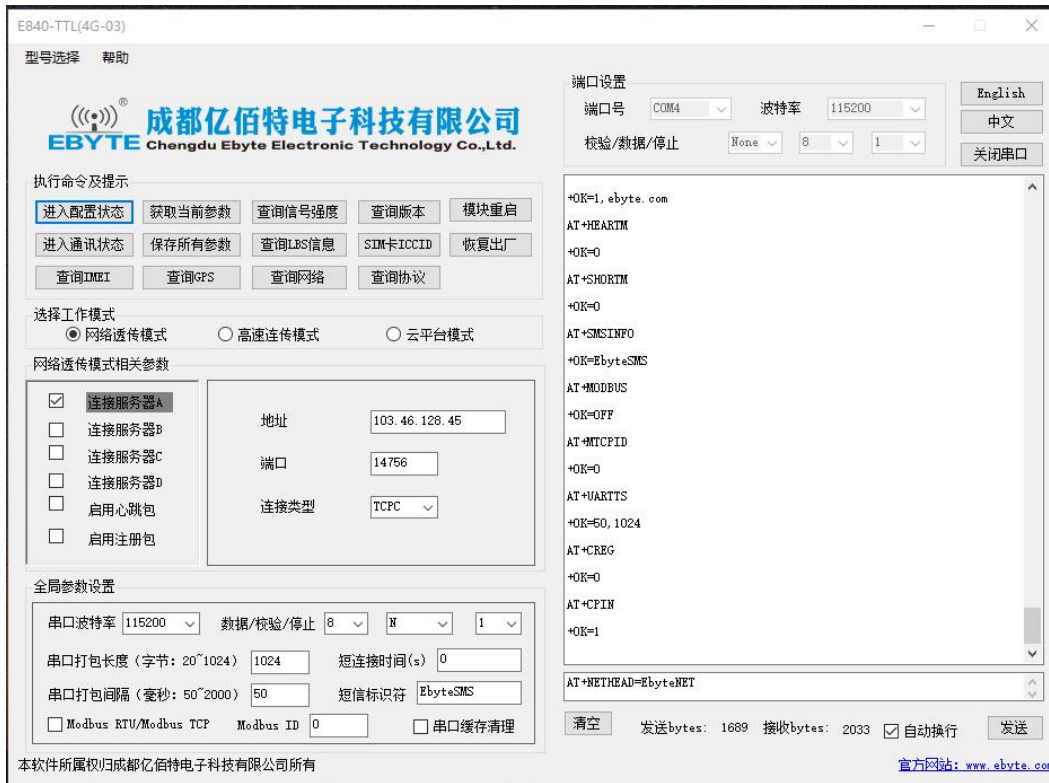 E840-TTL(4G-03)
型号选择 帮助
((·))® EBYTE 成都亿佰特电子科技有限公司
Chengdu Ebyte Electronic Technology Co.,Ltd.
执行命令及提示
进入配置状态 获取当前参数 查询信号强度 查询版本 模块重启
进入通讯状态 保存所有参数 查询LBS信息 SIM卡ICCID 恢复出厂
查询IMEI 查询GPS 查询网络 查询协议
选择工作模式
网络透传模式 高速连传模式 云平台模式
网络透传模式相关参数
连接服务器A
连接服务器B
连接服务器C
连接服务器D
启用心跳包
启用注册包
地址 103.46.128.45
端口 14756
连接类型 TCPC
全局参数设置
串口波特率 115200 数据/校验/停止 8 N 1
串口打包长度（字节：20~1024） 1024 短连接时间(s) 0
串口打包间隔（毫秒：50~2000） 50 短信标识符 EbyteSMS
Modbus RTU/Modbus TCP Modbus ID 0 串口缓存清理
本软件所属权归成都亿佰特电子科技有限公司所有
端口设置
端口号 COM4 波特率 115200
校验/数据/停止 None 8 1
English
中文
关闭串口
+OK=1,ebyte.com
AT+HEARTM
+OK=0
AT+SHORTM
+OK=0
AT+SMSINFO
+OK=EbyteSMS
AT+MODBUS
+OK=OFF
AT+MTCPID
+OK=0
AT+UARTTS
+OK=50,1024
AT+CREG
+OK=0
AT+CPIN
+OK=1
AT+NETHEAD=EbyteNET
清空 发送bytes: 1689 接收bytes: 2033 自动换行 发送
官方网站：www.ebyte.com